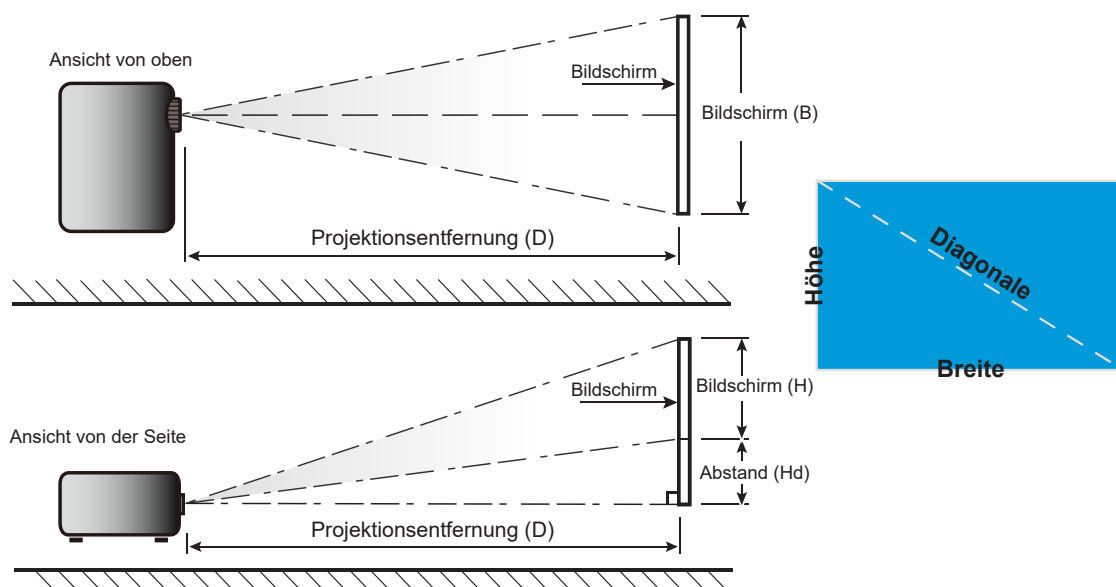 Ansicht von oben
Bildschirm
Bildschirm (B)
Projektionsentfernung (D)
Höhe
Diagonale
Breite
Ansicht von der Seite
Bildschirm
Bildschirm (H)
Abstand (Hd)
Projektionsentfernung (D)